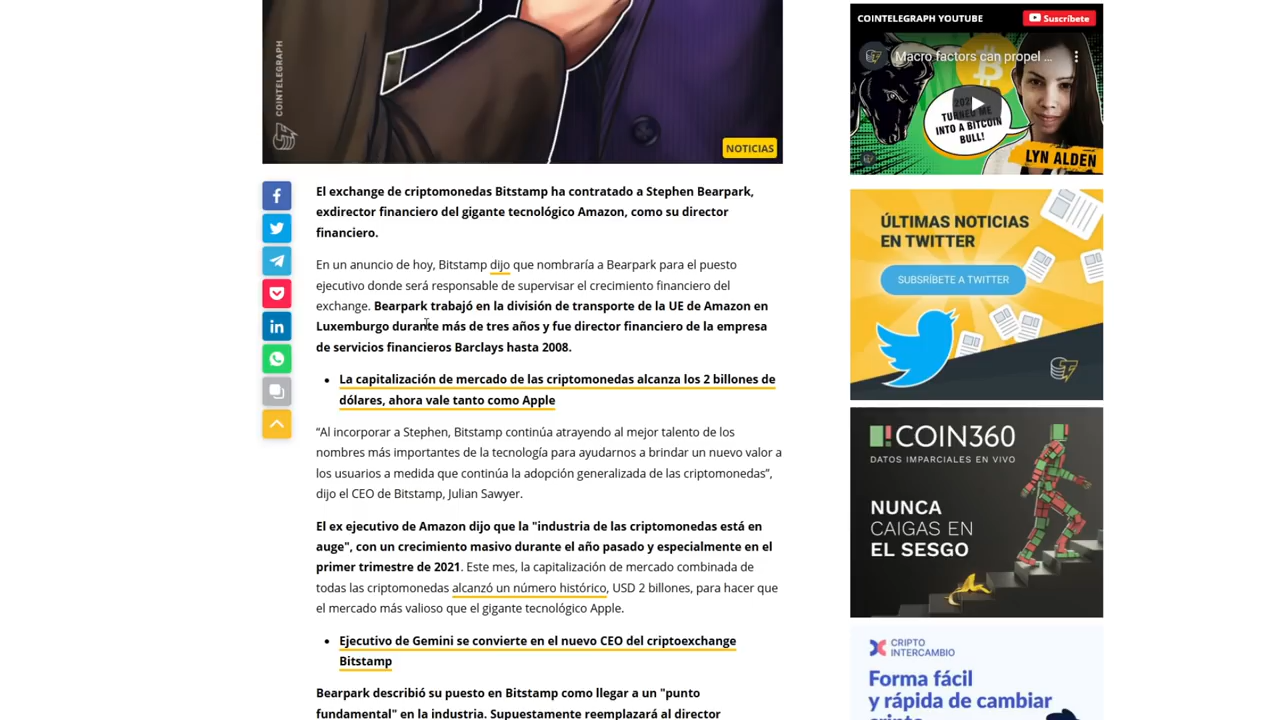 COINTELEGRAPH
NOTICIAS
El exchange de criptomonedas Bitstamp ha contratado a Stephen Bearpark,
exdirector financiero del gigante tecnológico Amazon, como su director
financiero.
En un anuncio de hoy, Bitstamp dijo que nombraría a Bearpark para el puesto
ejecutivo donde será responsable de supervisar el crecimiento financiero del
exchange. Bearpark trabajó en la división de transporte de la UE de Amazon en
Luxemburgo durante más de tres años y fue director financiero de la empresa
de servicios financieros Barclays hasta 2008.
La capitalización de mercado de las criptomonedas alcanza los 2 billones de
dólares, ahora vale tanto como Apple
“Al incorporar a Stephen, Bitstamp continúa atrayendo al mejor talento de los
nombres más importantes de la tecnología para ayudarnos a brindar un nuevo valor a
los usuarios a medida que continúa la adopción generalizada de las criptomonedas”,
dijo el CEO de Bitstamp, Julian Sawyer.
El ex ejecutivo de Amazon dijo que la "industria de las criptomonedas está en
auge", con un crecimiento masivo durante el año pasado y especialmente en el
primer trimestre de 2021. Este mes, la capitalización de mercado combinada de
todas las criptomonedas alcanzó un número histórico, USD 2 billones, para hacer que
el mercado más valioso que el gigante tecnológico Apple.
Ejecutivo de Gemini se convierte en el nuevo CEO del criptoexchange
Bitstamp
Bearpark describió su puesto en Bitstamp como llegar a un "punto
fundamental" en la industria. Supuestamente reemplazará al director
COINTELEGRAPH YOUTUBE
Suscríbete
Macro factors can propel ...
TURNED ME
INTO A BITCOIN
BULL!
LYN ALDEN
ÚLTIMAS NOTICIAS
EN TWITTER
SUBSRÍBETE A TWITTER
COIN360
DATOS IMPARCIALES EN VIVO
NUNCA
CAIGAS EN
EL SESGO
CRIPTO
INTERCAMBIO
Forma fácil
y rápida de cambiar